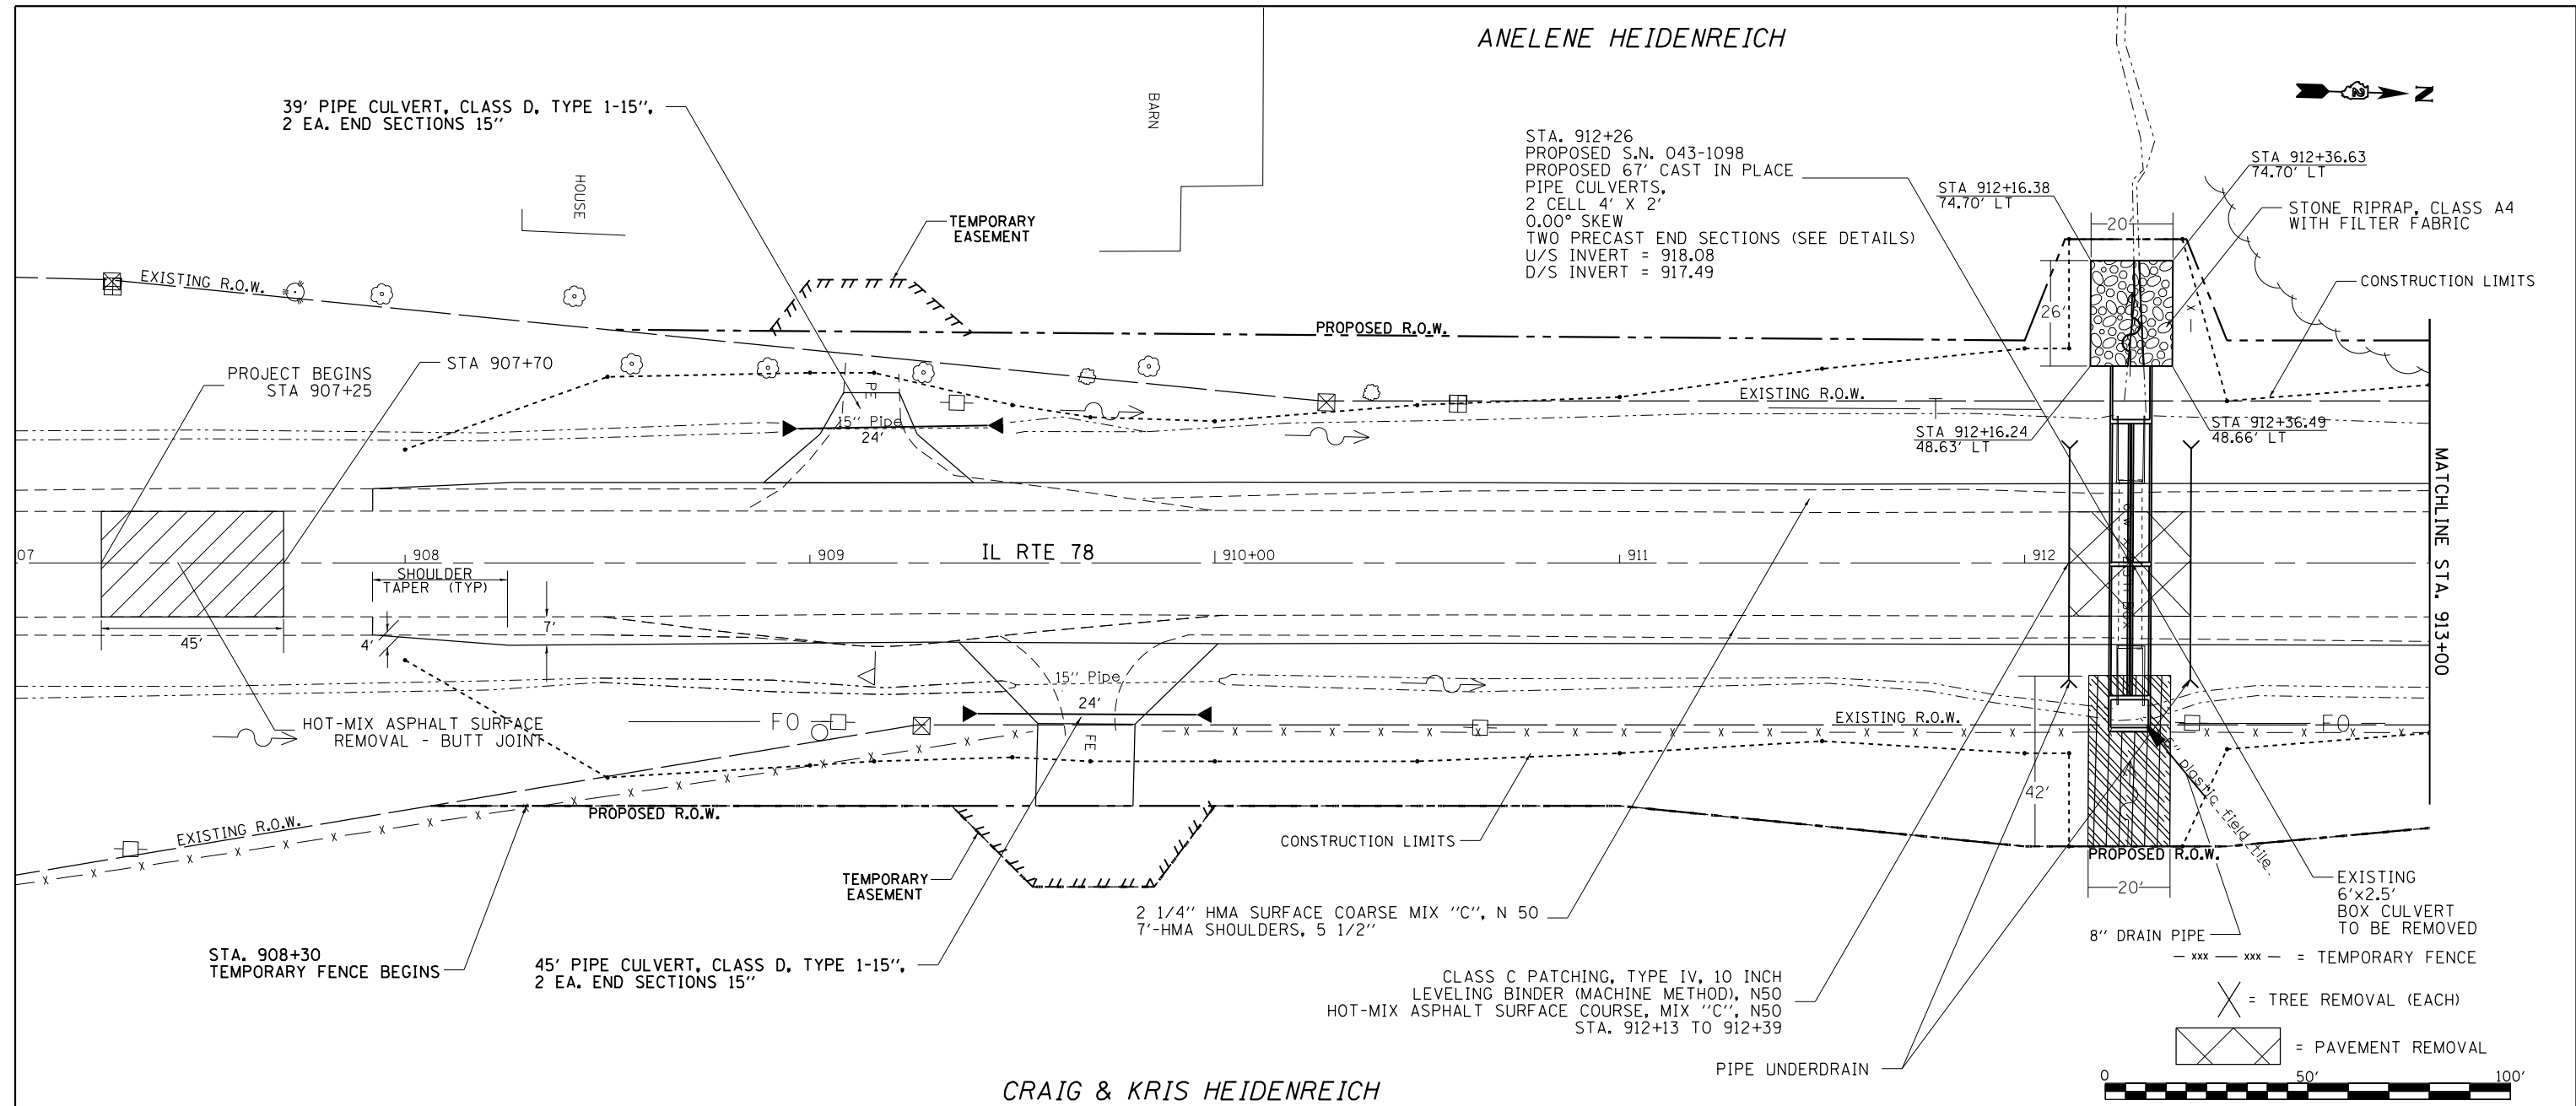 ANELENE HEIDENREICH
39' PIPE CULVERT, CLASS D, TYPE 1-15",
2 EA. END SECTIONS 15"
BARN
HOUSE
TEMPORARY
EASEMENT
STA. 912+26
PROPOSED S.N. 043-1098
PROPOSED 67' CAST IN PLACE
PIPE CULVERTS,
2 CELL 4' X 2'
0.00° SKEW
TWO PRECAST END SECTIONS (SEE DETAILS)
U/S INVERT = 918.08
D/S INVERT = 917.49
N
STA 912+36.63
74.70' LT
STA 912+16.38
74.70' LT
20'
STONE RIPRAP, CLASS A4
WITH FILTER FABRIC
CONSTRUCTION LIMITS
26'
EXISTING R.O.W.
PROPOSED R.O.W.
PROJECT BEGINS
STA 907+25
STA 907+70
PE
15" Pipe
24'
EXISTING R.O.W.
T
STA 912+16.24
48.63' LT
STA 912+36.49
48.66' LT
MATCHLINE STA. 913+00
07
908
909
IL RTE 78
910+00
911
912
SHOULDER
TAPER (TYP)
45'
4'
7'
15" Pipe
24'
FE
HOT-MIX ASPHALT SURFACE
REMOVAL - BUTT JOINT
FO
EXISTING R.O.W.
FO
plastic field tile
42'
EXISTING R.O.W.
PROPOSED R.O.W.
CONSTRUCTION LIMITS
PROPOSED R.O.W.
20'
TEMPORARY
EASEMENT
2 1/4" HMA SURFACE COARSE MIX "C", N 50
7'-HMA SHOULDERS, 5 1/2"
EXISTING
6'x2.5'
BOX CULVERT
TO BE REMOVED
8" DRAIN PIPE
STA. 908+30
TEMPORARY FENCE BEGINS
45' PIPE CULVERT, CLASS D, TYPE 1-15",
2 EA. END SECTIONS 15"
CLASS C PATCHING, TYPE IV, 10 INCH
LEVELING BINDER (MACHINE METHOD), N50
HOT-MIX ASPHALT SURFACE COURSE, MIX "C", N50
STA. 912+13 TO 912+39
xxx xxx = TEMPORARY FENCE
= TREE REMOVAL (EACH)
= PAVEMENT REMOVAL
PIPE UNDERDRAIN
0 50' 100'
CRAIG & KRIS HEIDENREICH